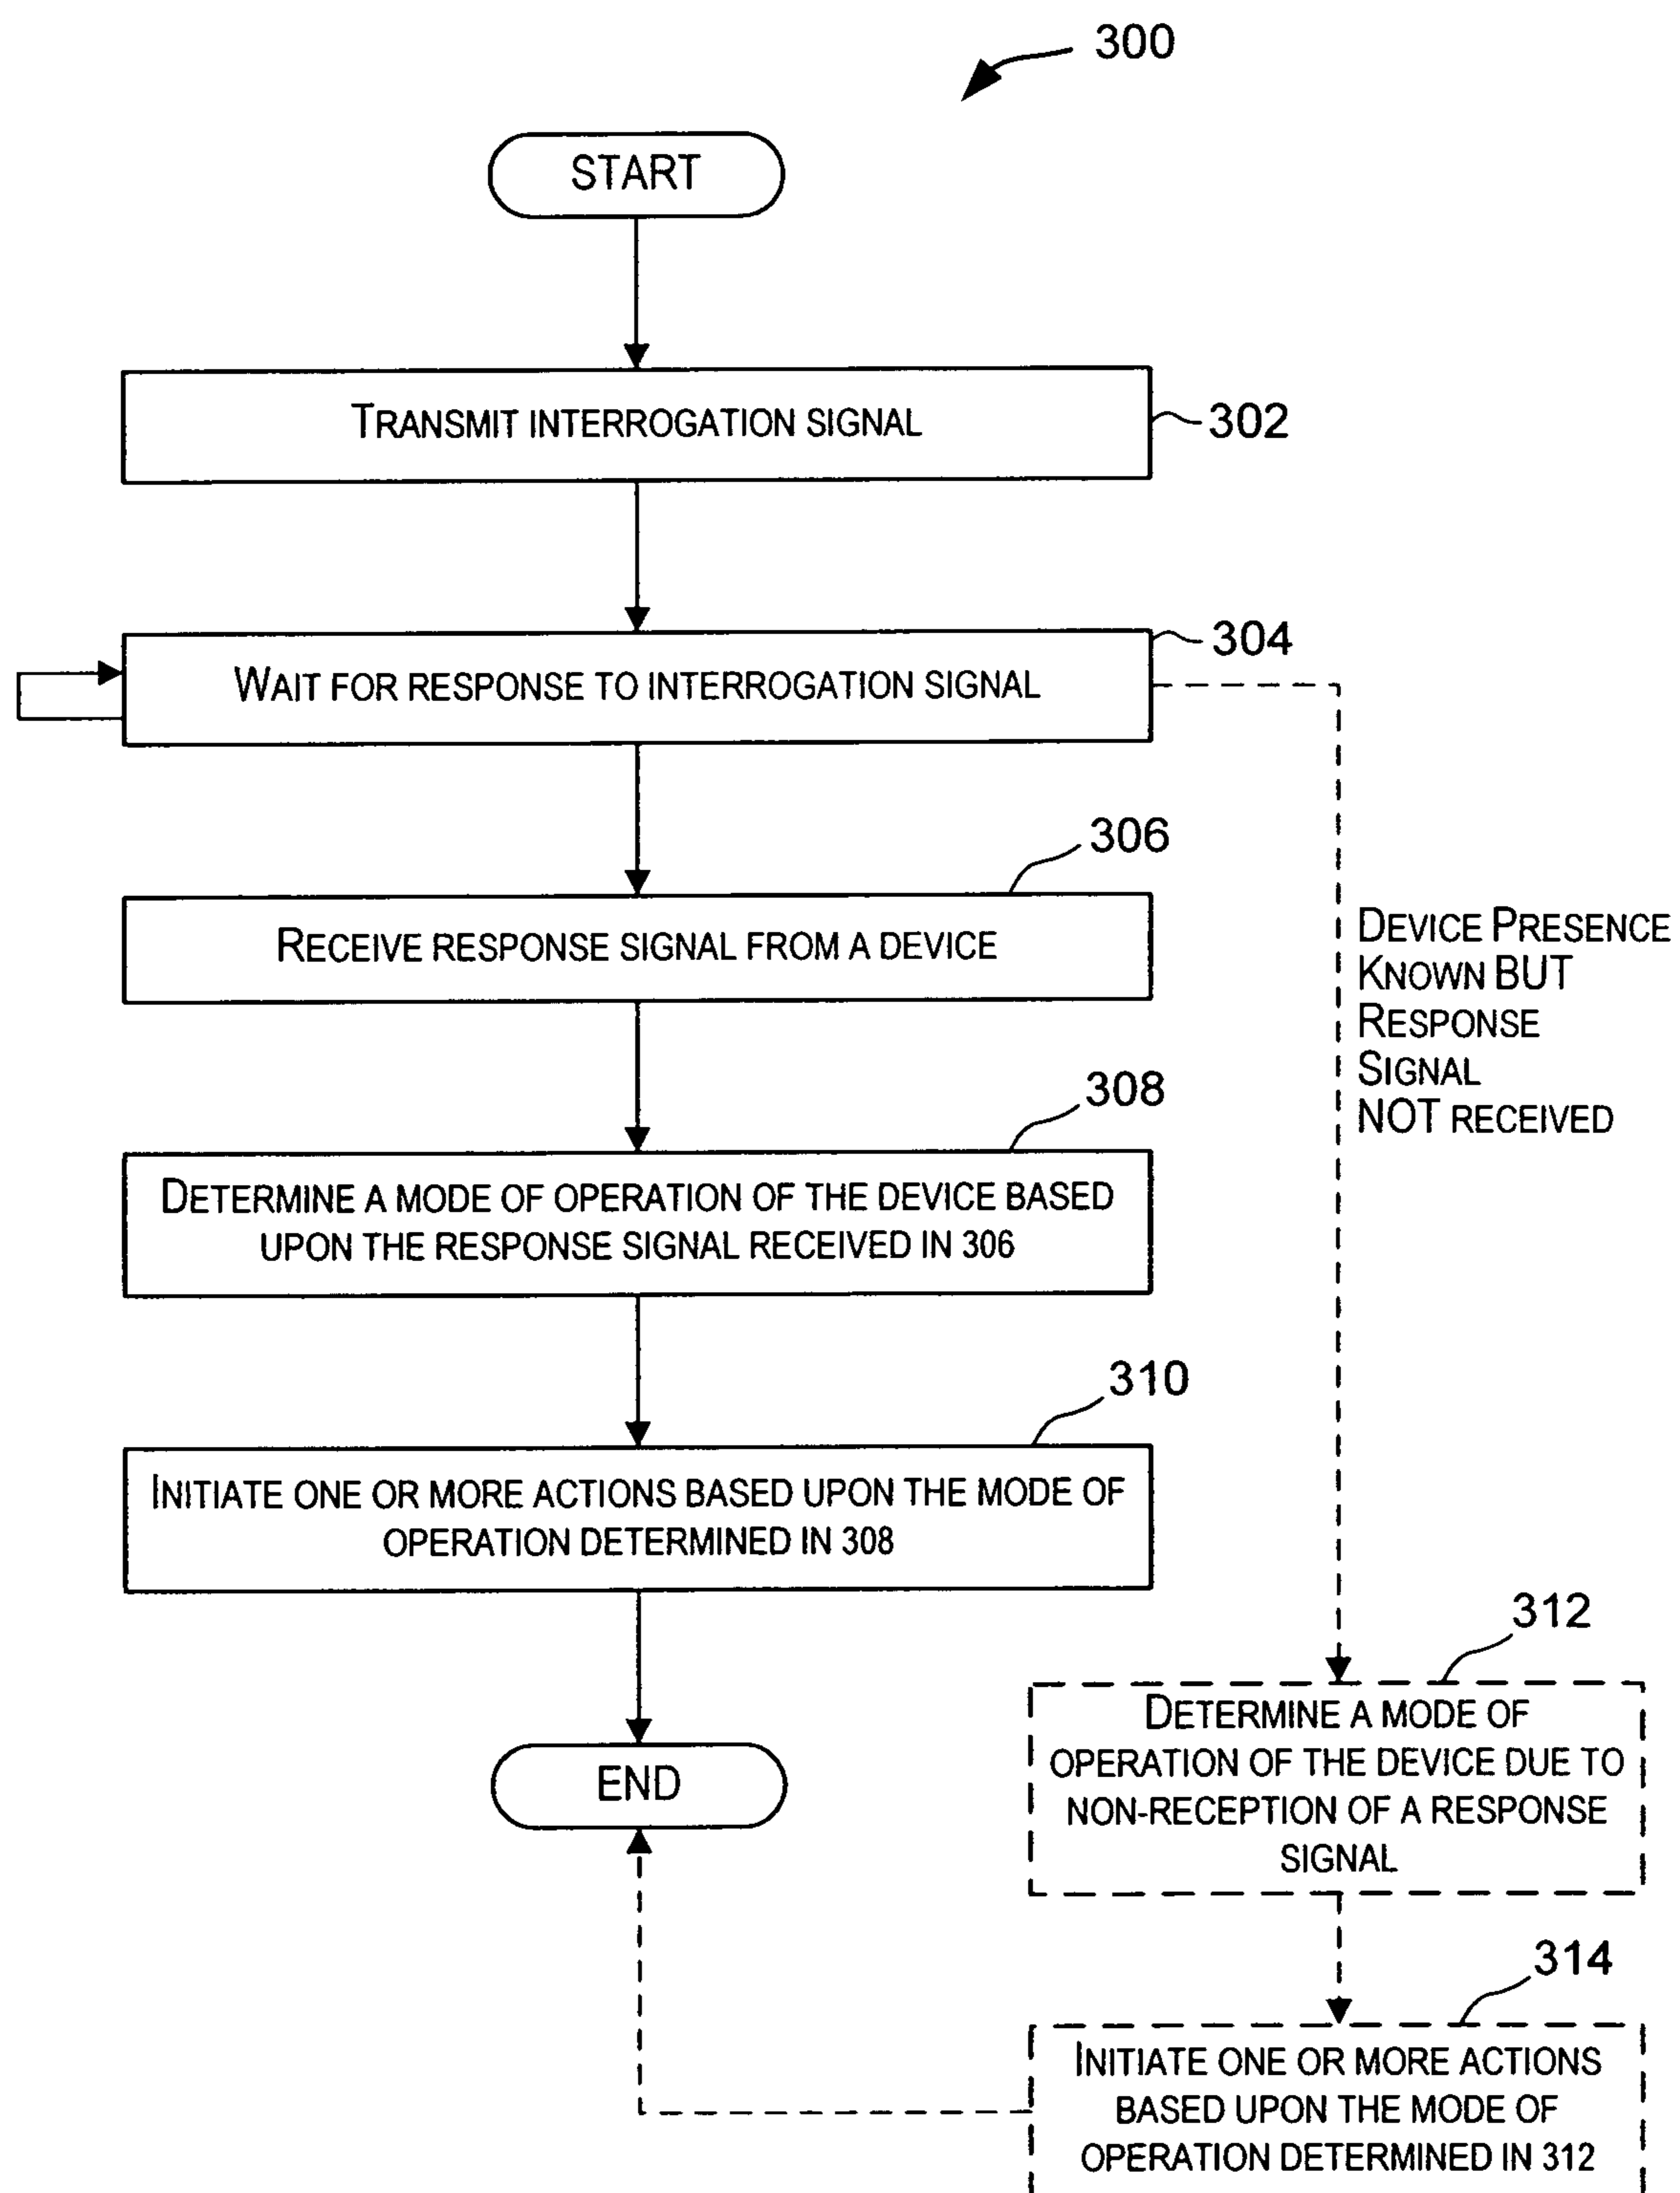 300
START
TRANSMIT INTERROGATION SIGNAL
302
304
WAIT FOR RESPONSE TO INTERROGATION SIGNAL
306
RECEIVE RESPONSE SIGNAL FROM A DEVICE
DEVICE PRESENCE
KNOWN BUT
RESPONSE
SIGNAL
NOT RECEIVED
308
DETERMINE A MODE OF OPERATION OF THE DEVICE BASED
UPON THE RESPONSE SIGNAL RECEIVED IN 306
310
INITIATE ONE OR MORE ACTIONS BASED UPON THE MODE OF
OPERATION DETERMINED IN 308
END
312
DETERMINE A MODE OF
OPERATION OF THE DEVICE DUE TO
NON-RECEPTION OF A RESPONSE
SIGNAL
314
INITIATE ONE OR MORE ACTIONS
BASED UPON THE MODE OF
OPERATION DETERMINED IN 312